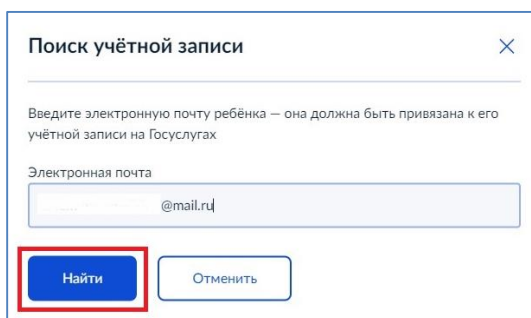 Поиск учётной записи
Введите электронную почту ребёнка — она должна быть привязана к его
учётной записи на Госуслугах
Электронная почта
@mail.ru
Найти
Отменить